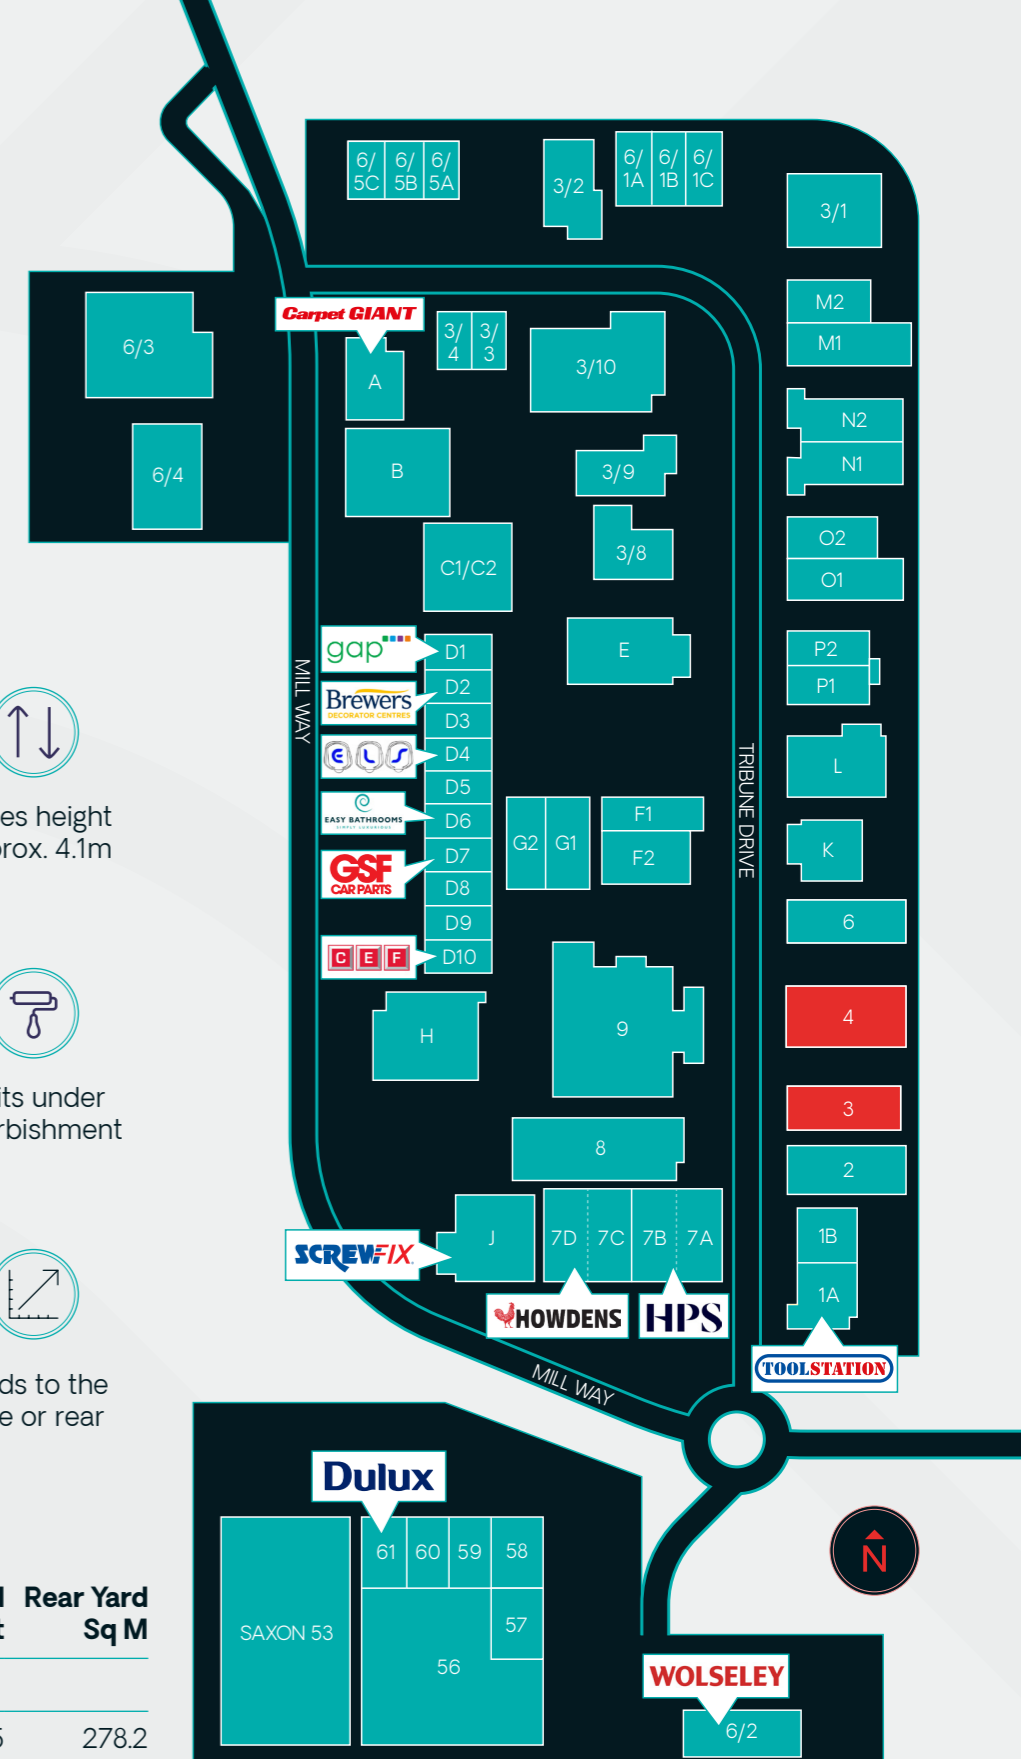 6/
5C
6/
5B
6/
5A
3/2
6/
1A
6/
1B
6/
1C
3/1
6/3
6/4
Carpet GIANT
A
3/
4
3/
3
3/10
M2
M1
B
3/9
N2
N1
C1/C2
3/8
O2
O1
MILL WAY
gap
D1
Brewers
DECORATOR CENTRES
D2
D3
ELS
D4
D5
EASY BATHROOMS
SIMPLY LUXURIOUS
D6
GSF
CAR PARTS
D7
D8
D9
CEF
D10
E
P2
P1
TRIBUNE DRIVE
L
G2
G1
F1
F2
K
6
H
9
4
3
8
2
SCREWFIX
J
7D
7C
7B
7A
1B
1A
HOWDENS
HPS
TOOLSTATION
MILL WAY
es height
rox. 4.1m
its under
rbishment
ds to the
e or rear
Rear Yard
Sq M
278.2
Dulux
61
60
59
58
57
56
SAXON 53
N
WOLSELEY
6/2